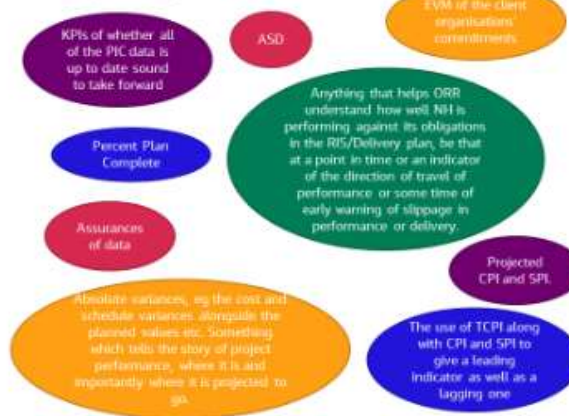 EVM of the client
organisations'
commitments
KPIs of whether all
of the PIC data is
up to date sound
to take forward
ASD
Anything that helps ORR
understand how well NH is
performing against its obligations
in the RIS/Delivery plan, be that
at a point in time or an indicator
of the direction of travel of
performance or some time of
early warning of slippage in
performance or delivery.
Percent Plan
Complete
Assurances
of data
Projected
CPI and SPI.
Absolute variances, eg the cost and
schedule variances alongside the
planned values etc. Something
which tells the story of project
performance, where it is and
importantly where it is projected to
go.
The use of TCPI along
with CPI and SPI to
give a leading
indicator as well as a
lagging one